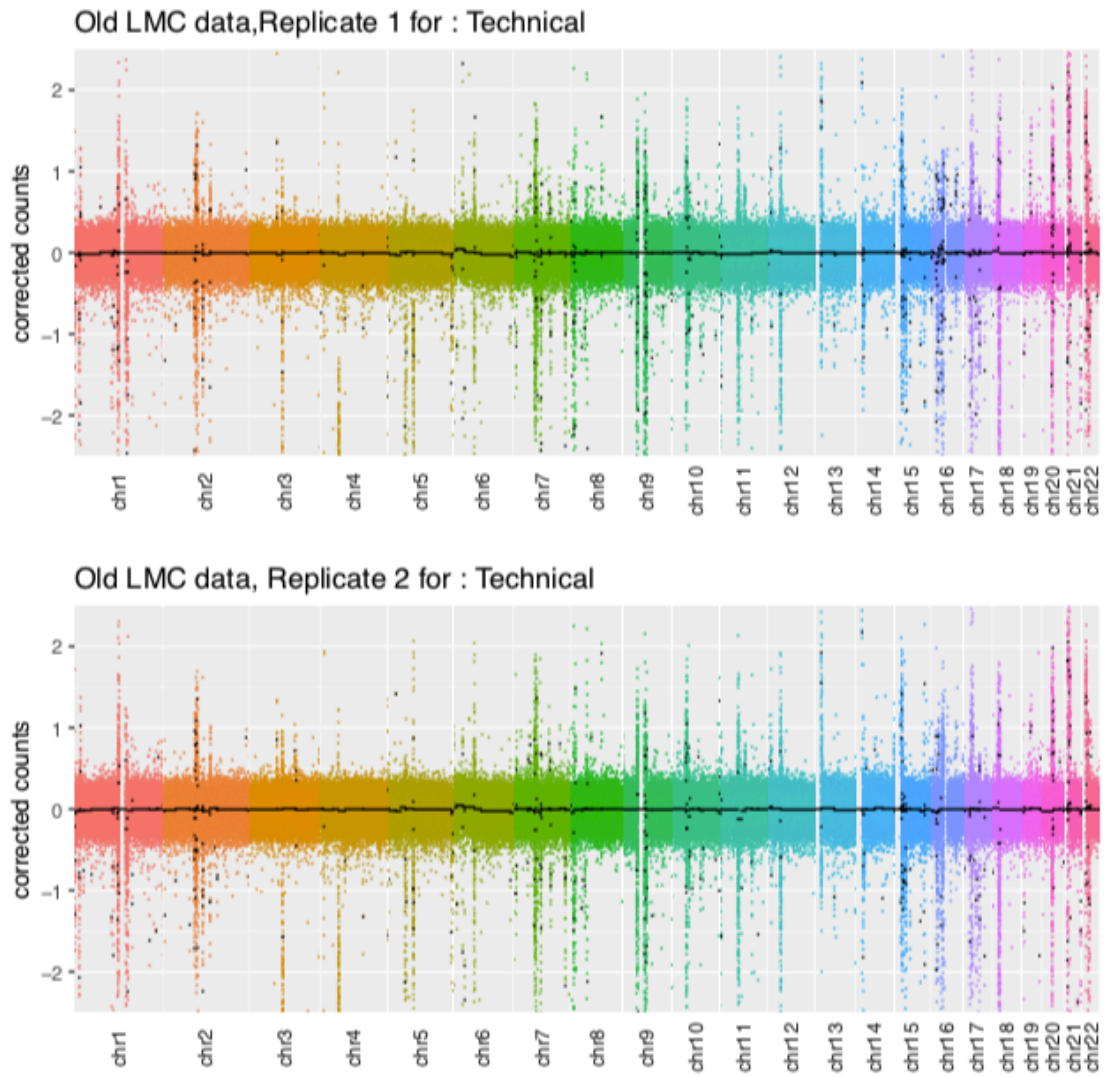 Old LMC data,Replicate 1 for : Technical
corrected counts
2
1
0
−1
−2
chr1 chr2 chr3 chr4 chr5 chr6 chr7 chr8 chr9 chr10 chr11 chr12 chr13 chr14 chr15 chr16 chr17 chr18 chr19 chr20 chr21 chr22
Old LMC data, Replicate 2 for : Technical
corrected counts
2
1
0
−1
−2
chr1 chr2 chr3 chr4 chr5 chr6 chr7 chr8 chr9 chr10 chr11 chr12 chr13 chr14 chr15 chr16 chr17 chr18 chr19 chr20 chr21 chr22